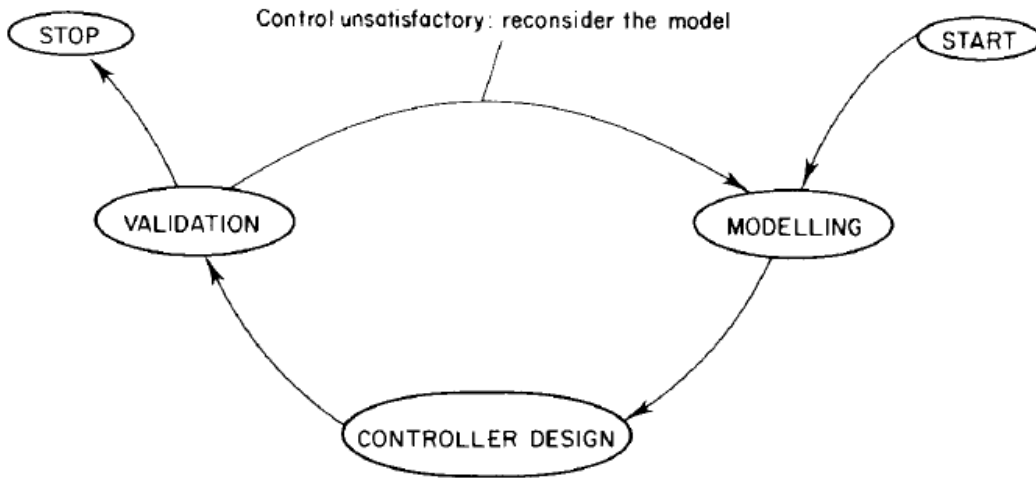 Control unsatisfactory: reconsider the model
STOP
START
VALIDATION
MODELLING
CONTROLLER DESIGN